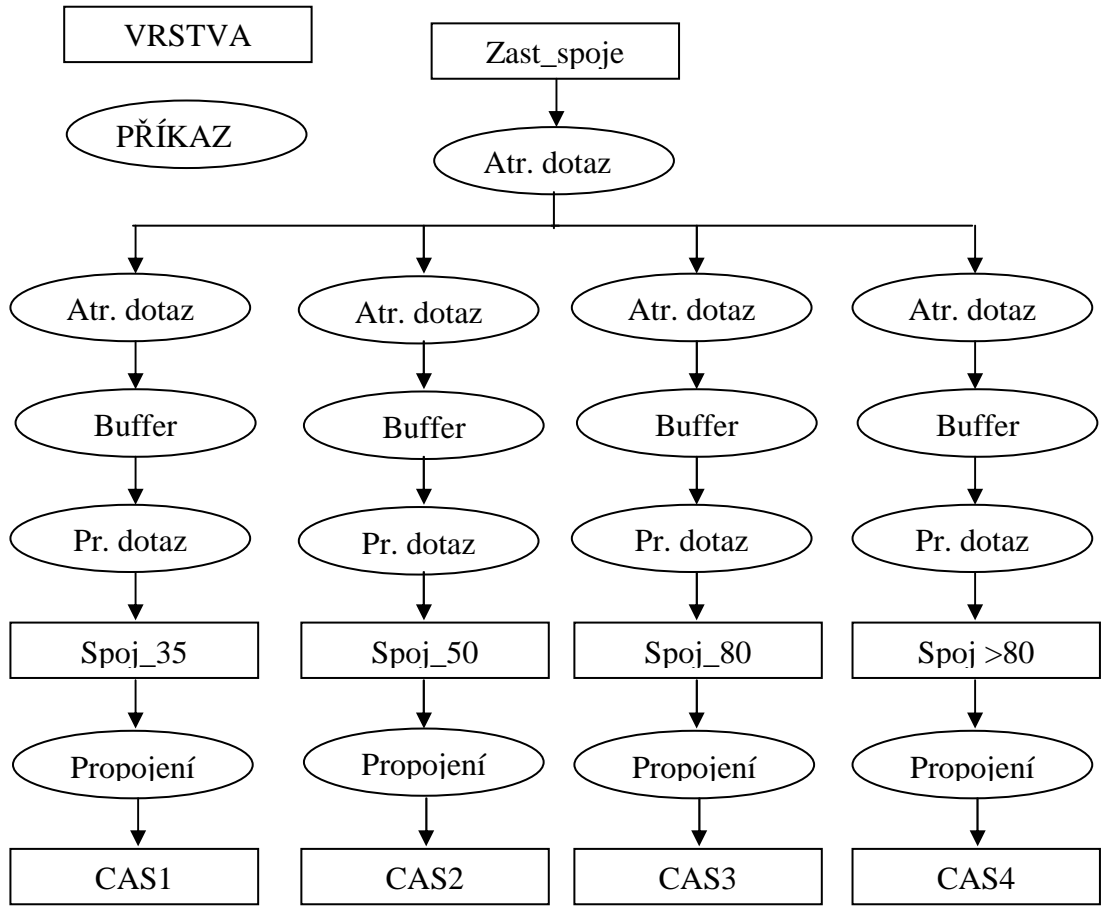 VRSTVA
Zast_spoje
PŘÍKAZ
Atr. dotaz
Atr. dotaz
Atr. dotaz
Atr. dotaz
Atr. dotaz
Buffer
Buffer
Buffer
Buffer
Pr. dotaz
Pr. dotaz
Pr. dotaz
Pr. dotaz
Spoj_35
Spoj_50
Spoj_80
Spoj >80
Propojení
Propojení
Propojení
Propojení
CAS1
CAS2
CAS3
CAS4